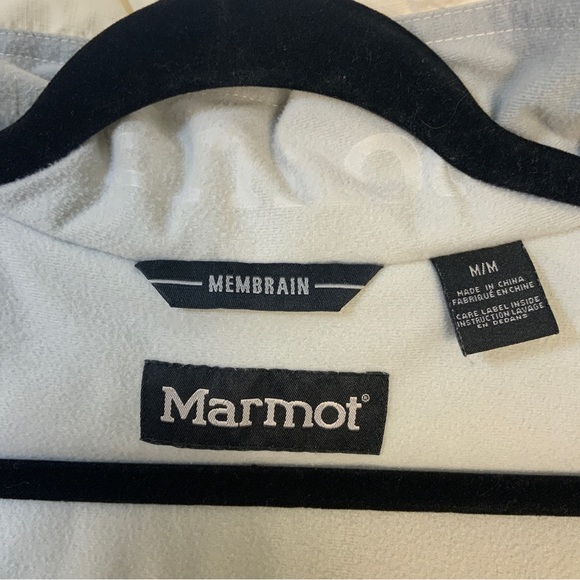 MEMBRAIN
M/M
MADE IN CHINA
FABRIQUÉ EN CHINE
CARE LABEL INSIDE
INSTRUCTION LAVAGE
EN DEDANS
Marmot®